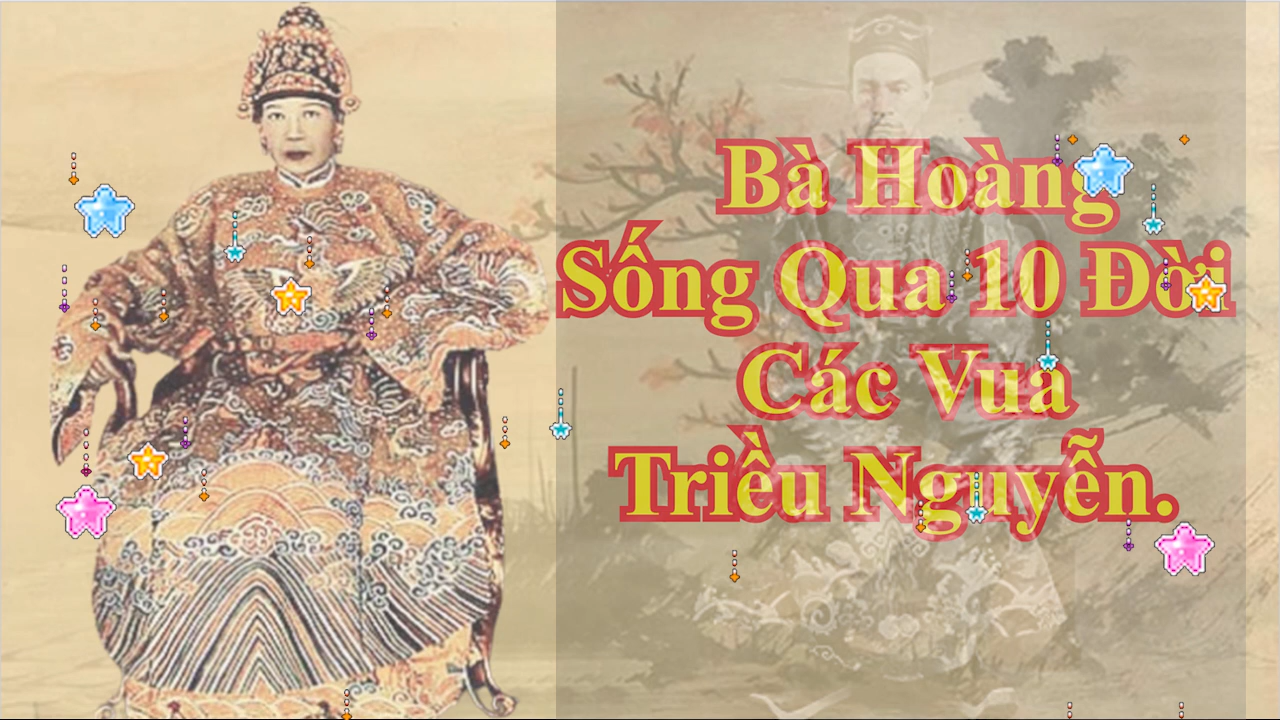 Bà Hoàng
Sống Qua 10 Đời
Các Vua
Triều Nguyễn.